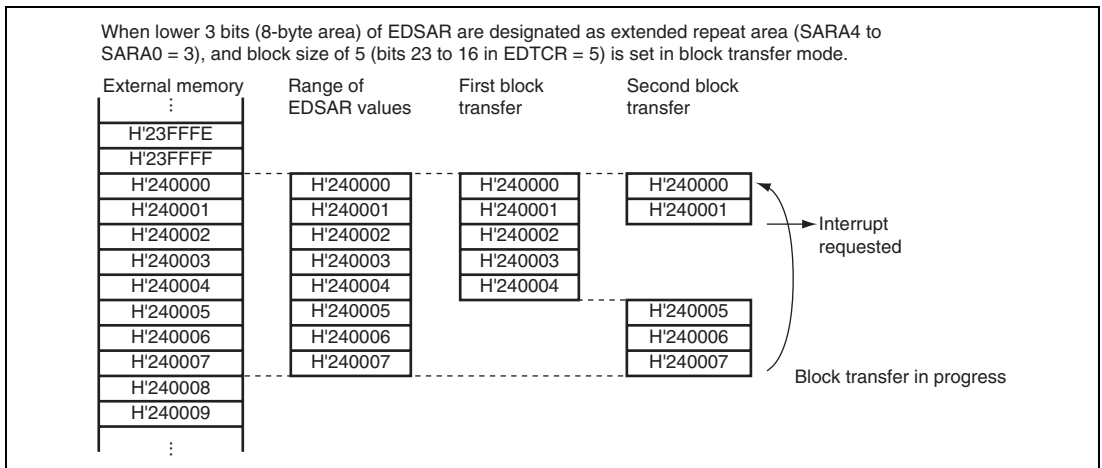 When lower 3 bits (8-byte area) of EDSAR are designated as extended repeat area (SARA4 to
SARA0 = 3), and block size of 5 (bits 23 to 16 in EDTCR = 5) is set in block transfer mode.
External memory
⋮
H'23FFFE
H'23FFFF
H'240000
H'240001
H'240002
H'240003
H'240004
H'240005
H'240006
H'240007
H'240008
H'240009
⋮
Range of
EDSAR values
H'240000
H'240001
H'240002
H'240003
H'240004
H'240005
H'240006
H'240007
First block
transfer
H'240000
H'240001
H'240002
H'240003
H'240004
Second block
transfer
H'240000
H'240001
H'240005
H'240006
H'240007
Interrupt
requested
Block transfer in progress